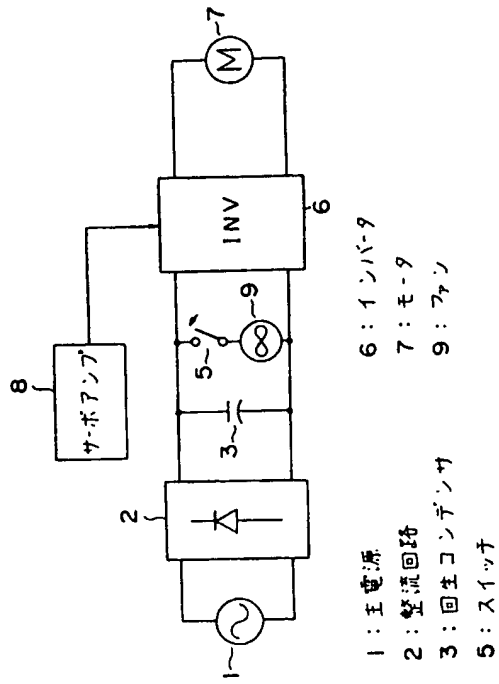 8
サーボアンプ
2
INV
6
7
M
1
3
5
9
1：主電源
2：整流回路
3：回生コンデンサ
5：スイッチ
6：インバータ
7：モータ
9：ファン